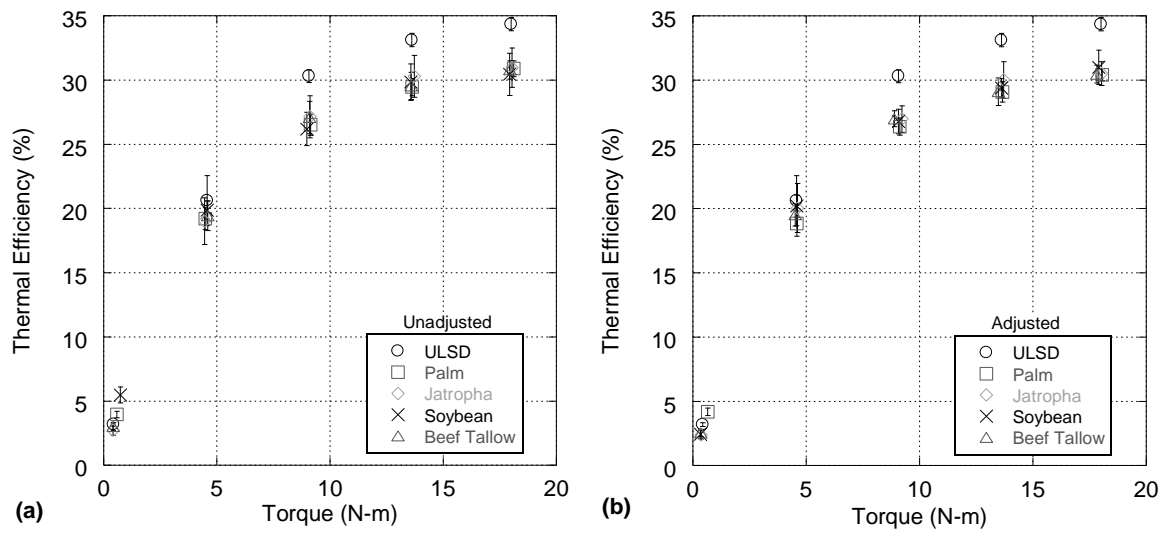 35
30
25
20
15
10
5
0
Thermal Efficiency (%)
Unadjusted
ULSD
Palm
Jatropha
Soybean
Beef Tallow
0 5 10 15 20
Torque (N-m)
(a)
35
30
25
20
15
10
5
0
Thermal Efficiency (%)
Adjusted
ULSD
Palm
Jatropha
Soybean
Beef Tallow
0 5 10 15 20
Torque (N-m)
(b)